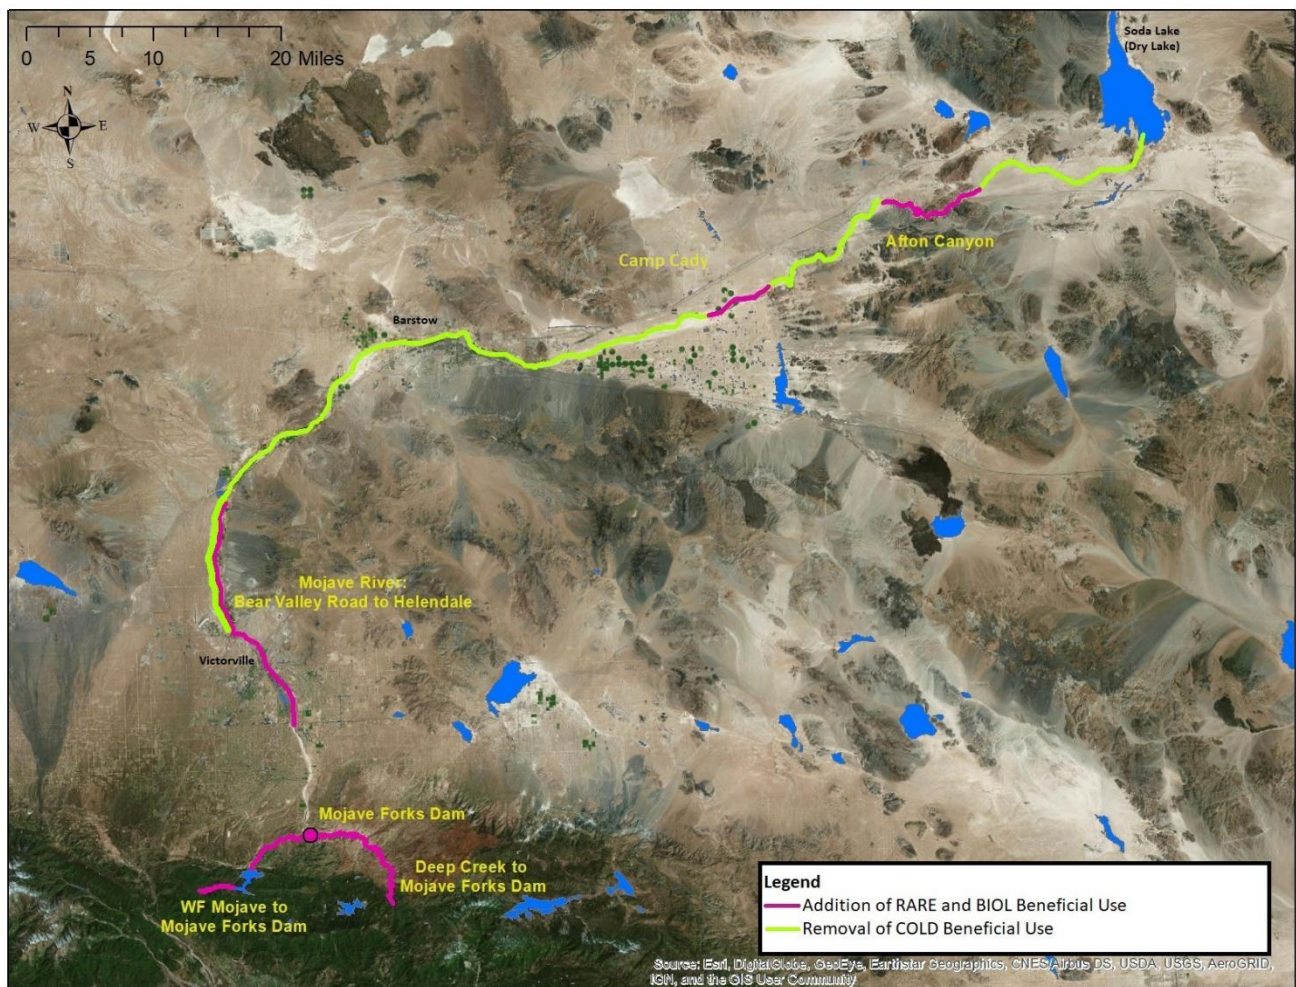 0 5 10 20 Miles
Soda Lake
(Dry Lake)
N
W E
S
Afton Canyon
Camp Cady
Barstow
Mojave River:
Bear Valley Road to Helendale
Victorville
Mojave Forks Dam
Deep Creek to
Mojave Forks Dam
WF Mojave to
Mojave Forks Dam
Legend
Addition of RARE and BIOL Beneficial Use
Removal of COLD Beneficial Use
Source: Esri, DigitalGlobe, GeoEye, Earthstar Geographics, CNES/Airbus DS, USDA, USGS, AeroGRID,
IGN, and the GIS User Community